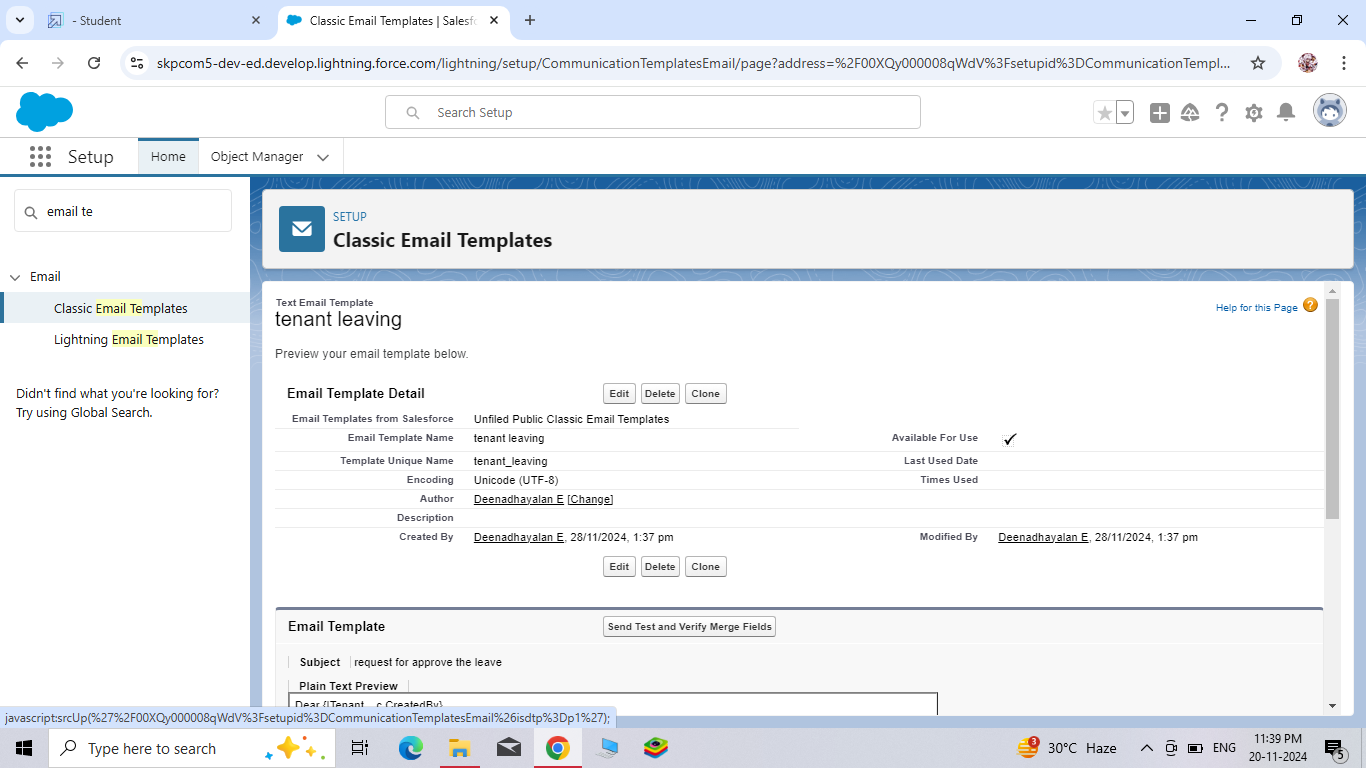 - Student
Classic Email Templates | Salesfo
skpcom5-dev-ed.develop.lightning.force.com/lightning/setup/CommunicationTemplatesEmail/page?address=%2F00XQy000008qWdV%3Fsetupid%3DCommunicationTempl...
Search Setup
Setup
Home
Object Manager
email te
SETUP
Classic Email Templates
Email
Classic Email Templates
Lightning Email Templates
Didn't find what you're looking for?
Try using Global Search.
Text Email Template
tenant leaving
Help for this Page
Preview your email template below.
Email Template Detail
Edit Delete Clone
Email Templates from Salesforce Unfiled Public Classic Email Templates
Email Template Name tenant leaving Available For Use
Template Unique Name tenant_leaving Last Used Date
Encoding Unicode (UTF-8) Times Used
Author Deenadhayalan E [Change]
Description
Created By Deenadhayalan E, 28/11/2024, 1:37 pm Modified By Deenadhayalan E, 28/11/2024, 1:37 pm
Edit Delete Clone
Email Template Send Test and Verify Merge Fields
Subject request for approve the leave
Plain Text Preview
Dear {!Tenant__c.CreatedBy},
javascript:srcUp(%27%2F00XQy000008qWdV%3Fsetupid%3DCommunicationTemplatesEmail%26isdtp%3Dp1%27);
Type here to search
3
30°C Haze
ENG
11:39 PM
20-11-2024
5